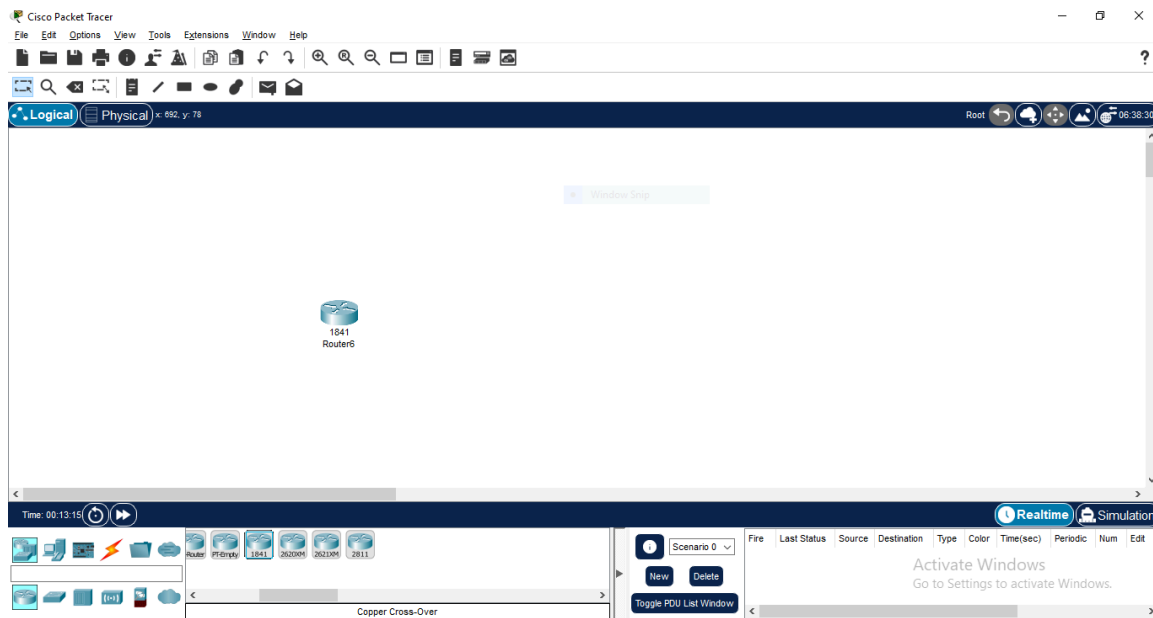 Cisco Packet Tracer
File Edit Options View Tools Extensions Window Help
?
Logical Physical x: 692, y: 78 Root 06:38:30
Window Snip
1841
Router6
Time: 00:13:15 Realtime Simulation
Router PT-Empty 1841 2620XM 2621XM 2811
Copper Cross-Over
Scenario 0
New Delete
Toggle PDU List Window
Fire Last Status Source Destination Type Color Time(sec) Periodic Num Edit
Activate Windows
Go to Settings to activate Windows.